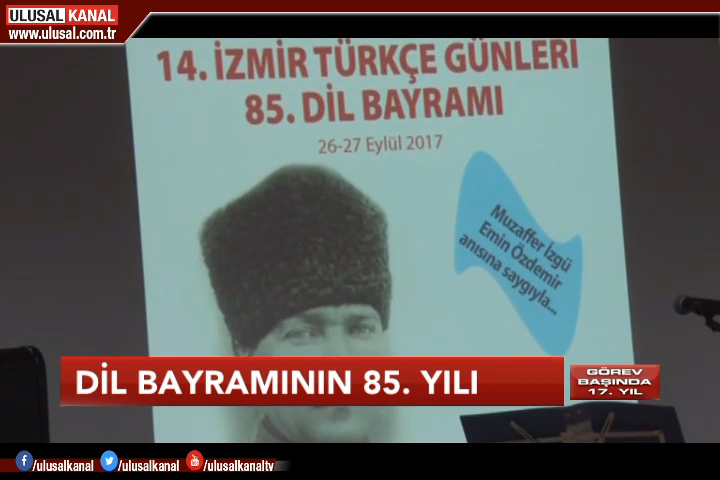 ULUSAL KANAL
www.ulusal.com.tr
14. İZMİR TÜRKÇE GÜNLERİ
85. DİL BAYRAMI
26-27 Eylül 2017
Muzaffer İzgü
Emin Özdemir
anısına saygıyla...
DİL BAYRAMININ 85. YILI
GÖREV
BAŞINDA
17. YIL
/ulusalkanal
/ulusalkanal
/ulusalkanaltv